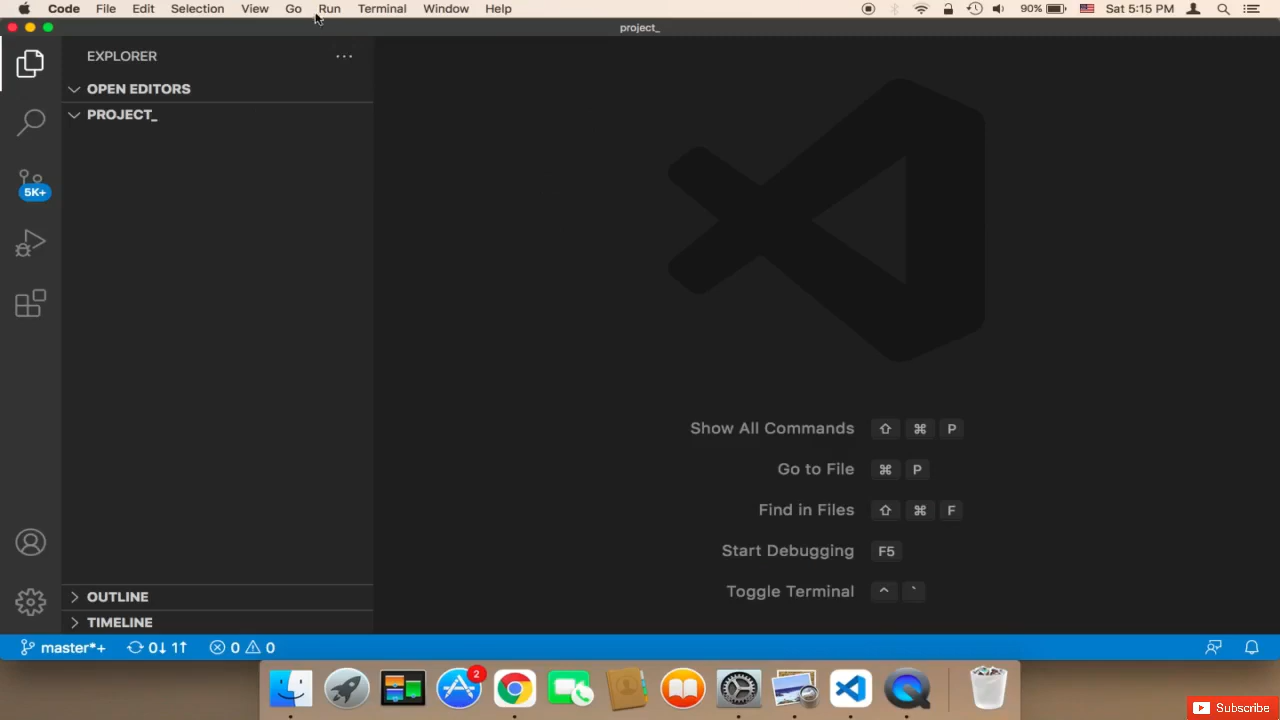 Code File Edit Selection View Go Run Terminal Window Help 90% Sat 5:15 PM
project_
EXPLORER
OPEN EDITORS
PROJECT_
5K+
Show All Commands ⇧ ⌘ P
Go to File ⌘ P
Find in Files ⇧ ⌘ F
Start Debugging F5
Toggle Terminal ^ `
OUTLINE
TIMELINE
master*+ 0↓ 1↑ 0 0
2
Subscribe